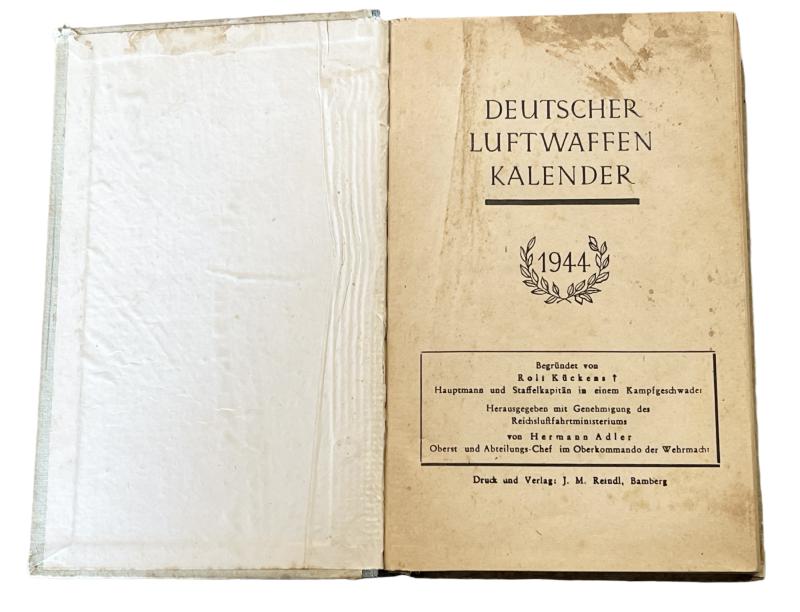 DEUTSCHER
LUFTWAFFEN
KALENDER
1944
Begründet von
Rolf Kückens †
Hauptmann und Staffelkapitän in einem Kampfgeschwader
Herausgegeben mit Genehmigung des
Reichsluftfahrtministeriums
von Hermann Adler
Oberst und Abteilungs-Chef im Oberkommando der Wehrmacht
Druck und Verlag: J. M. Reindl, Bamberg